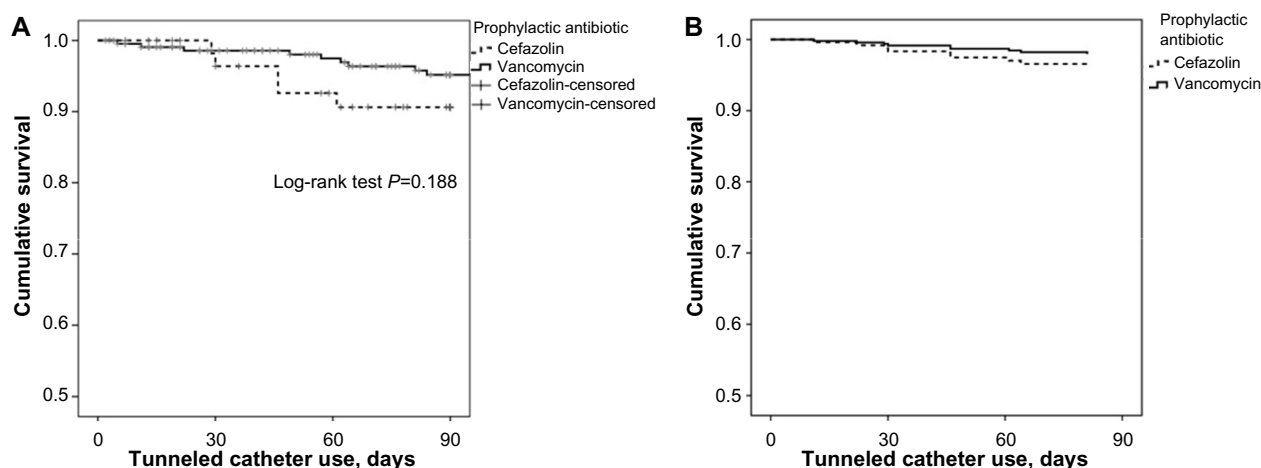 A
Cumulative survival
1.0
0.9
0.8
0.7
0.6
0.5
0
30
60
90
Tunneled catheter use, days
Log-rank test P=0.188
Prophylactic antibiotic
Cefazolin
Vancomycin
Cefazolin-censored
Vancomycin-censored
B
Cumulative survival
1.0
0.9
0.8
0.7
0.6
0.5
0
30
60
90
Tunneled catheter use, days
Prophylactic
antibiotic
Cefazolin
Vancomycin